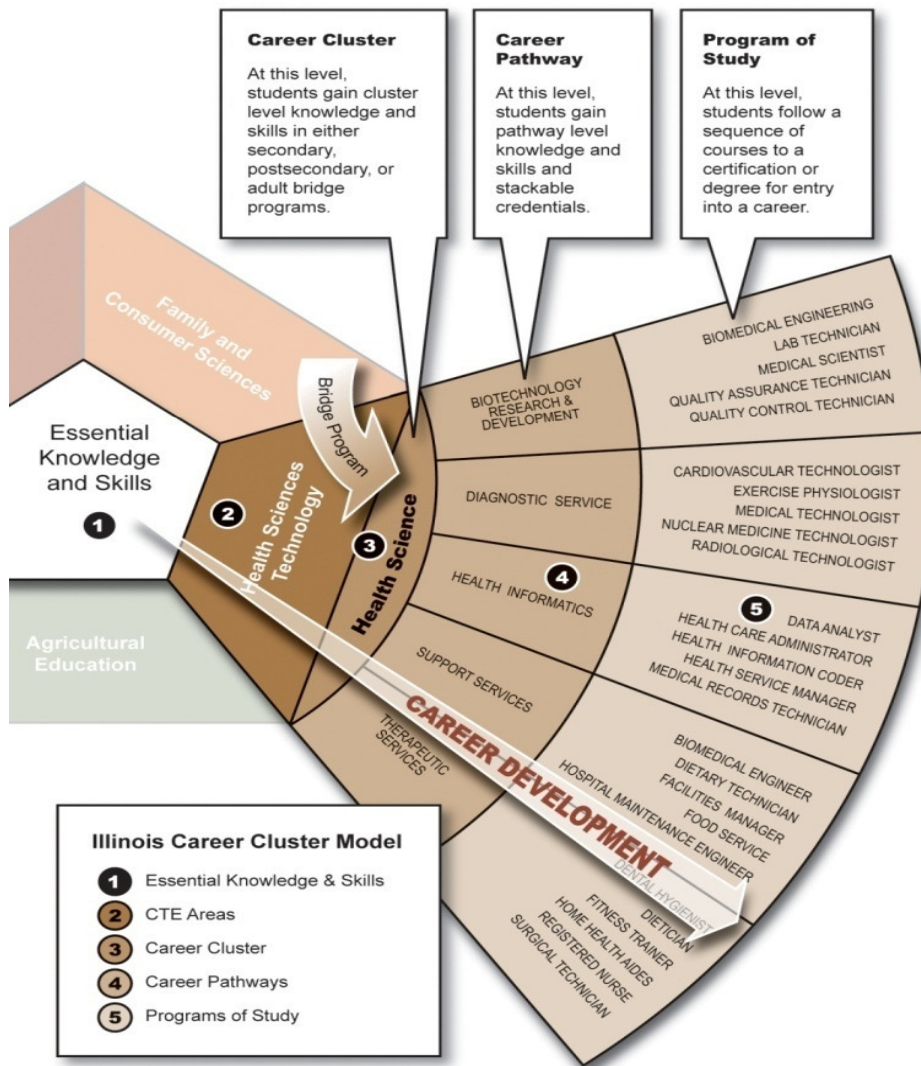 Career Cluster
At this level,
students gain cluster
level knowledge and
skills in either
secondary,
postsecondary, or
adult bridge
programs.
Career
Pathway
At this level,
students gain
pathway level
knowledge and
skills and
stackable
credentials.
Program of
Study
At this level,
students follow a
sequence of
courses to a
certification or
degree for entry
into a career.
Family and
Consumer Sciences
Bridge Program
Essential
Knowledge
and Skills
1
2
Health Sciences
Technology
3
Health Science
Agricultural
Education
BIOTECHNOLOGY
RESEARCH &
DEVELOPMENT
DIAGNOSTIC SERVICE
4
HEALTH INFORMATICS
SUPPORT SERVICES
THERAPEUTIC
SERVICES
BIOMEDICAL ENGINEERING
LAB TECHNICIAN
MEDICAL SCIENTIST
QUALITY ASSURANCE TECHNICIAN
QUALITY CONTROL TECHNICIAN
CARDIOVASCULAR TECHNOLOGIST
EXERCISE PHYSIOLOGIST
MEDICAL TECHNOLOGIST
NUCLEAR MEDICINE TECHNOLOGIST
RADIOLOGICAL TECHNOLOGIST
5
DATA ANALYST
HEALTH CARE ADMINISTRATOR
HEALTH INFORMATION CODER
HEALTH SERVICE MANAGER
MEDICAL RECORDS TECHNICIAN
BIOMEDICAL ENGINEER
DIETARY TECHNICIAN
FACILITIES MANAGER
FOOD SERVICE
HOSPITAL MAINTENANCE ENGINEER
DENTAL HYGIENIST
DIETICIAN
FITNESS TRAINER
HOME HEALTH AIDES
REGISTERED NURSE
SURGICAL TECHNICIAN
CAREER DEVELOPMENT
Illinois Career Cluster Model
1 Essential Knowledge & Skills
2 CTE Areas
3 Career Cluster
4 Career Pathways
5 Programs of Study